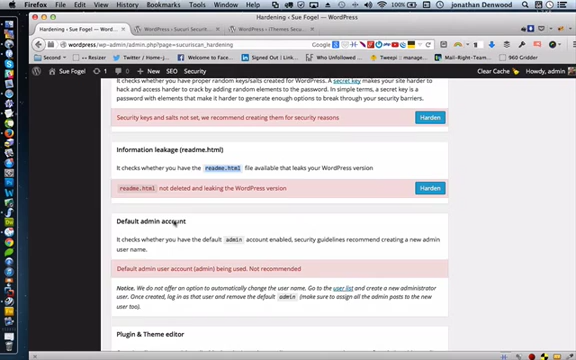 File Edit View History Bookmarks Tools Window Help
100%
jonathan Denwood
Hardening ‹ Sue Fogel — WordPress
Hardening ‹ Sue Fogel — WordPress
WordPress › Sucuri Securit
WordPress › iThemes Securit
wordpress/wp-admin/admin.php?page=sucuriscan_hardening
Second
Welcome to Facebook
Twitter
Signed Out
LinkedIn
Mail-Right-Team
Tweepi
960 Gridder
Sue Fogel 1 0 New SEO Security Clear Cache Howdy, admin
It checks whether you have proper random keys/salts created for WordPress. A secret key makes your site harder
to hack and access harder to crack by adding random elements to the password. In simple terms, a secret key is a
password with elements that make it harder to generate enough options to break through your security barriers.
Security keys and salts not set, we recommend creating them for security reasons
Harden
Information leakage (readme.html)
It checks whether you have the readme.html file available that leaks your WordPress version
readme.html not deleted and leaking the WordPress version
Harden
Default admin account
It checks whether you have the default admin account enabled, security guidelines recommend creating a new admin
user name.
Default admin user account (admin) being used. Not recommended
Notice. We do not offer an option to automatically change the user name. Go to the user list and create a new administrator
user. Once created, log in as that user and remove the default admin (make sure to assign all the admin posts to the new
user too).
Plugin & Theme editor